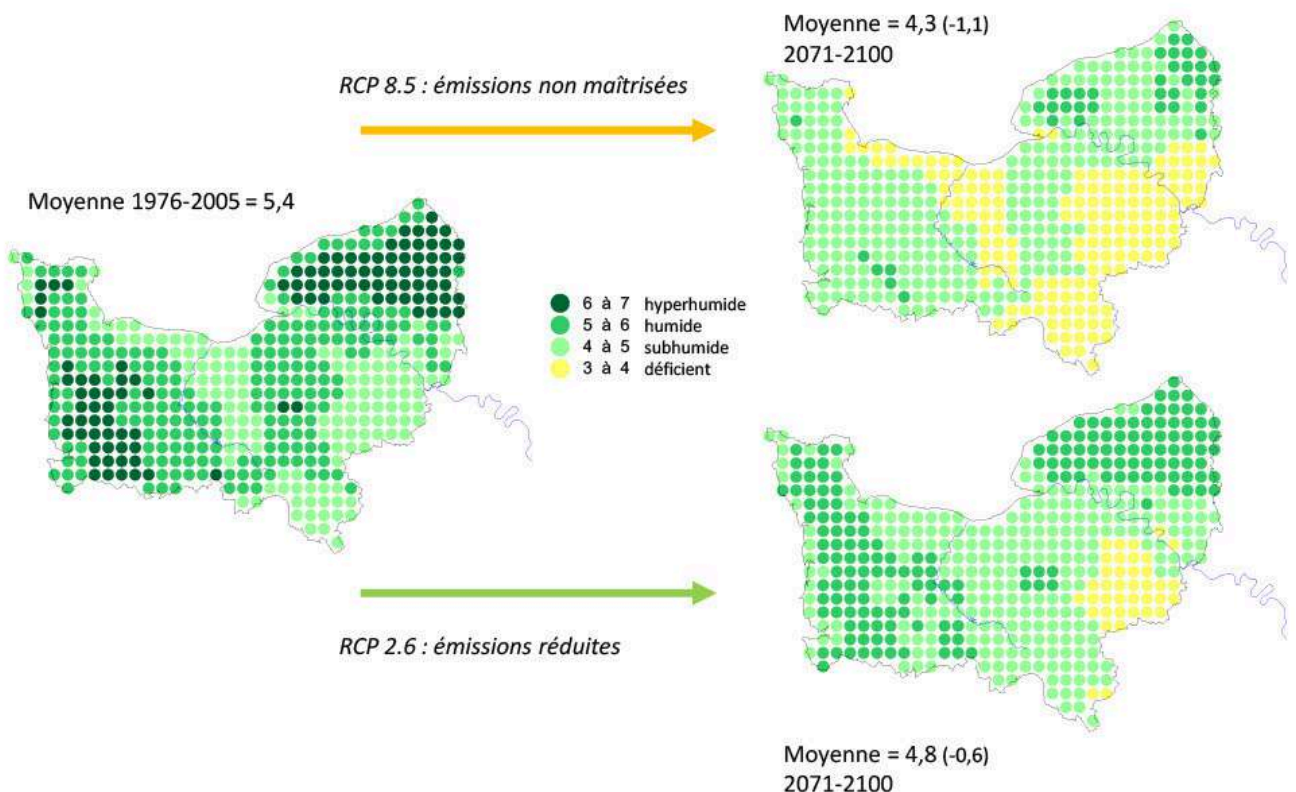 Moyenne = 4,3 (-1,1)
2071-2100
RCP 8.5 : émissions non maîtrisées
Moyenne 1976-2005 = 5,4
6 à 7 hyperhumide
5 à 6 humide
4 à 5 subhumide
3 à 4 déficient
RCP 2.6 : émissions réduites
Moyenne = 4,8 (-0,6)
2071-2100